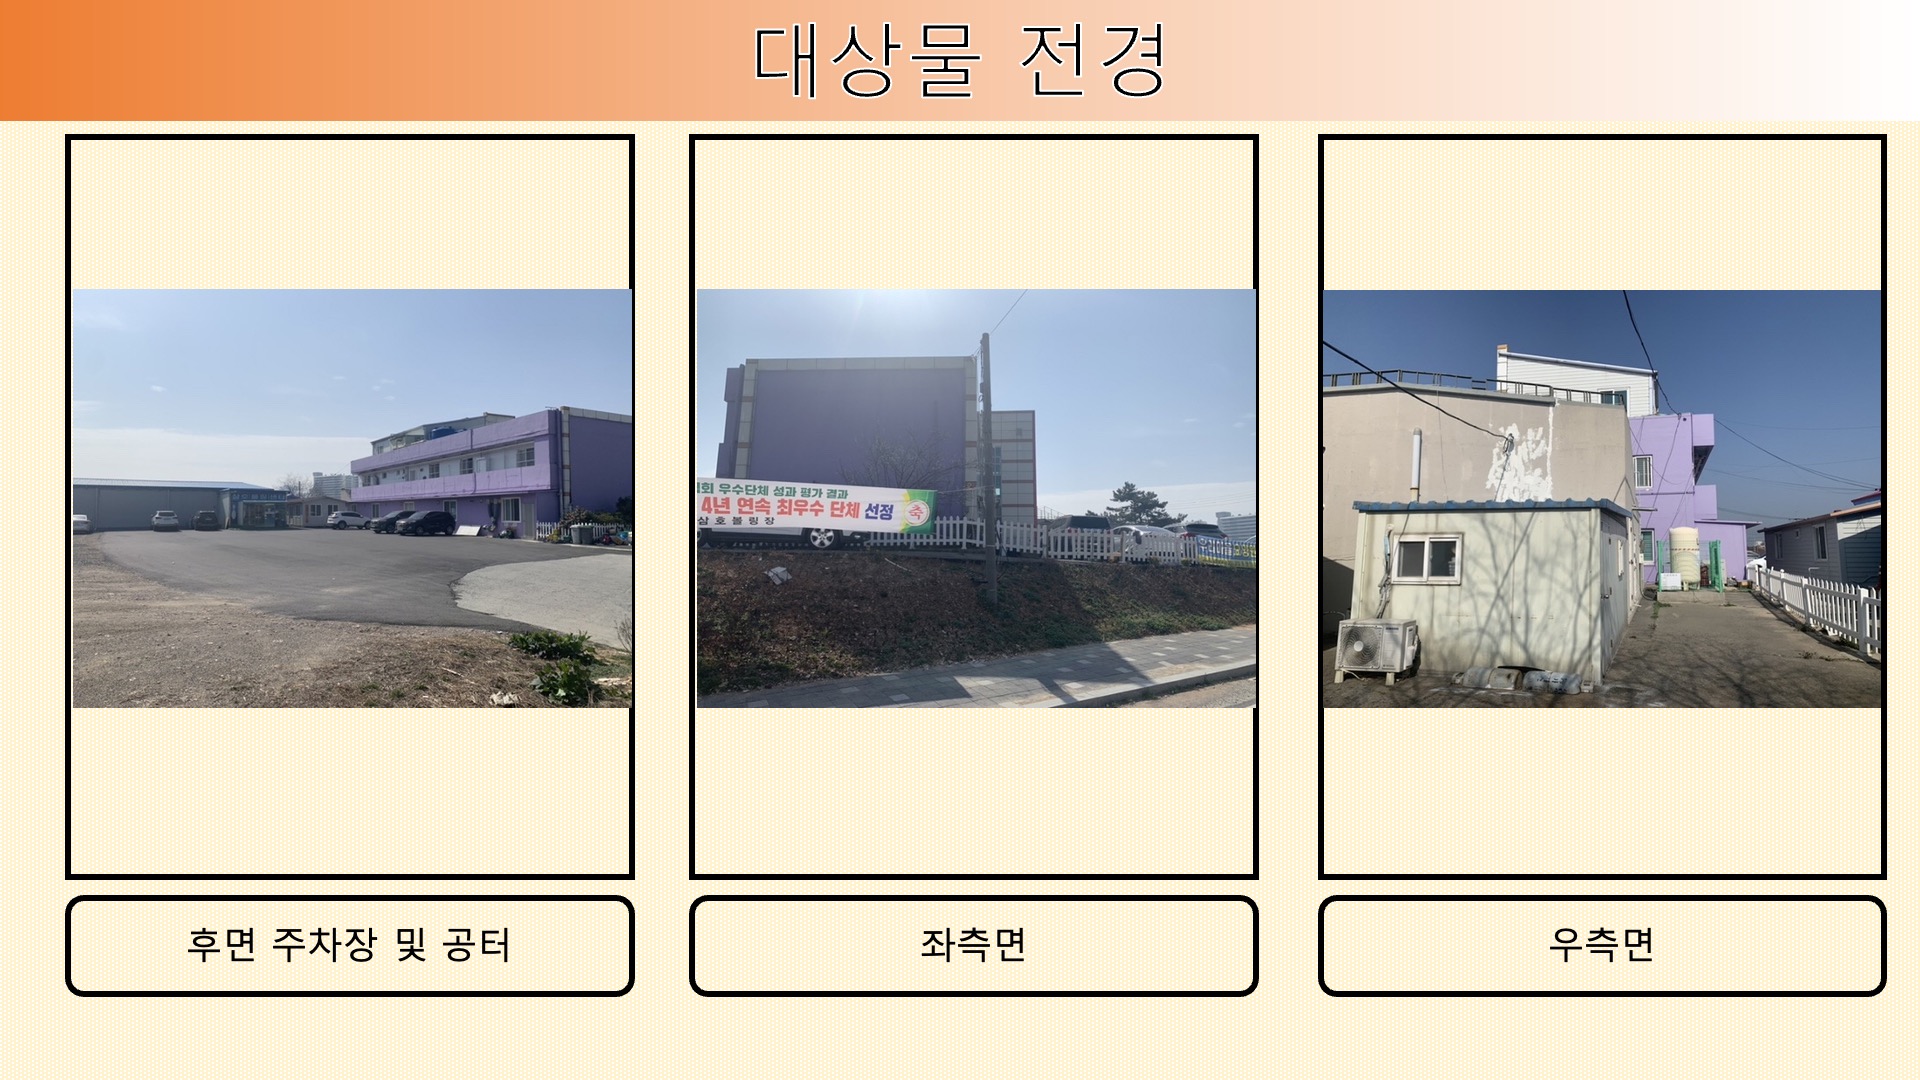 대상물 전경
회 우수단체 성과 평가 결과
4년 연속 최우수 단체 선정
축
삼호볼링장
후면 주차장 및 공터
좌측면
우측면